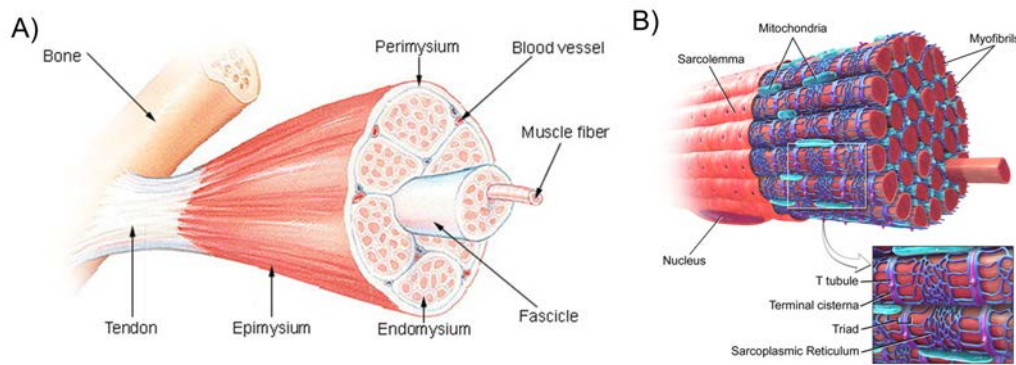 A)
Bone
Perimysium
Blood vessel
Muscle fiber
Tendon
Epimysium
Endomysium
Fascicle
B)
Mitochondria
Myofibrils
Sarcolemma
Nucleus
T tubule
Terminal cisterna
Triad
Sarcoplasmic Reticulum